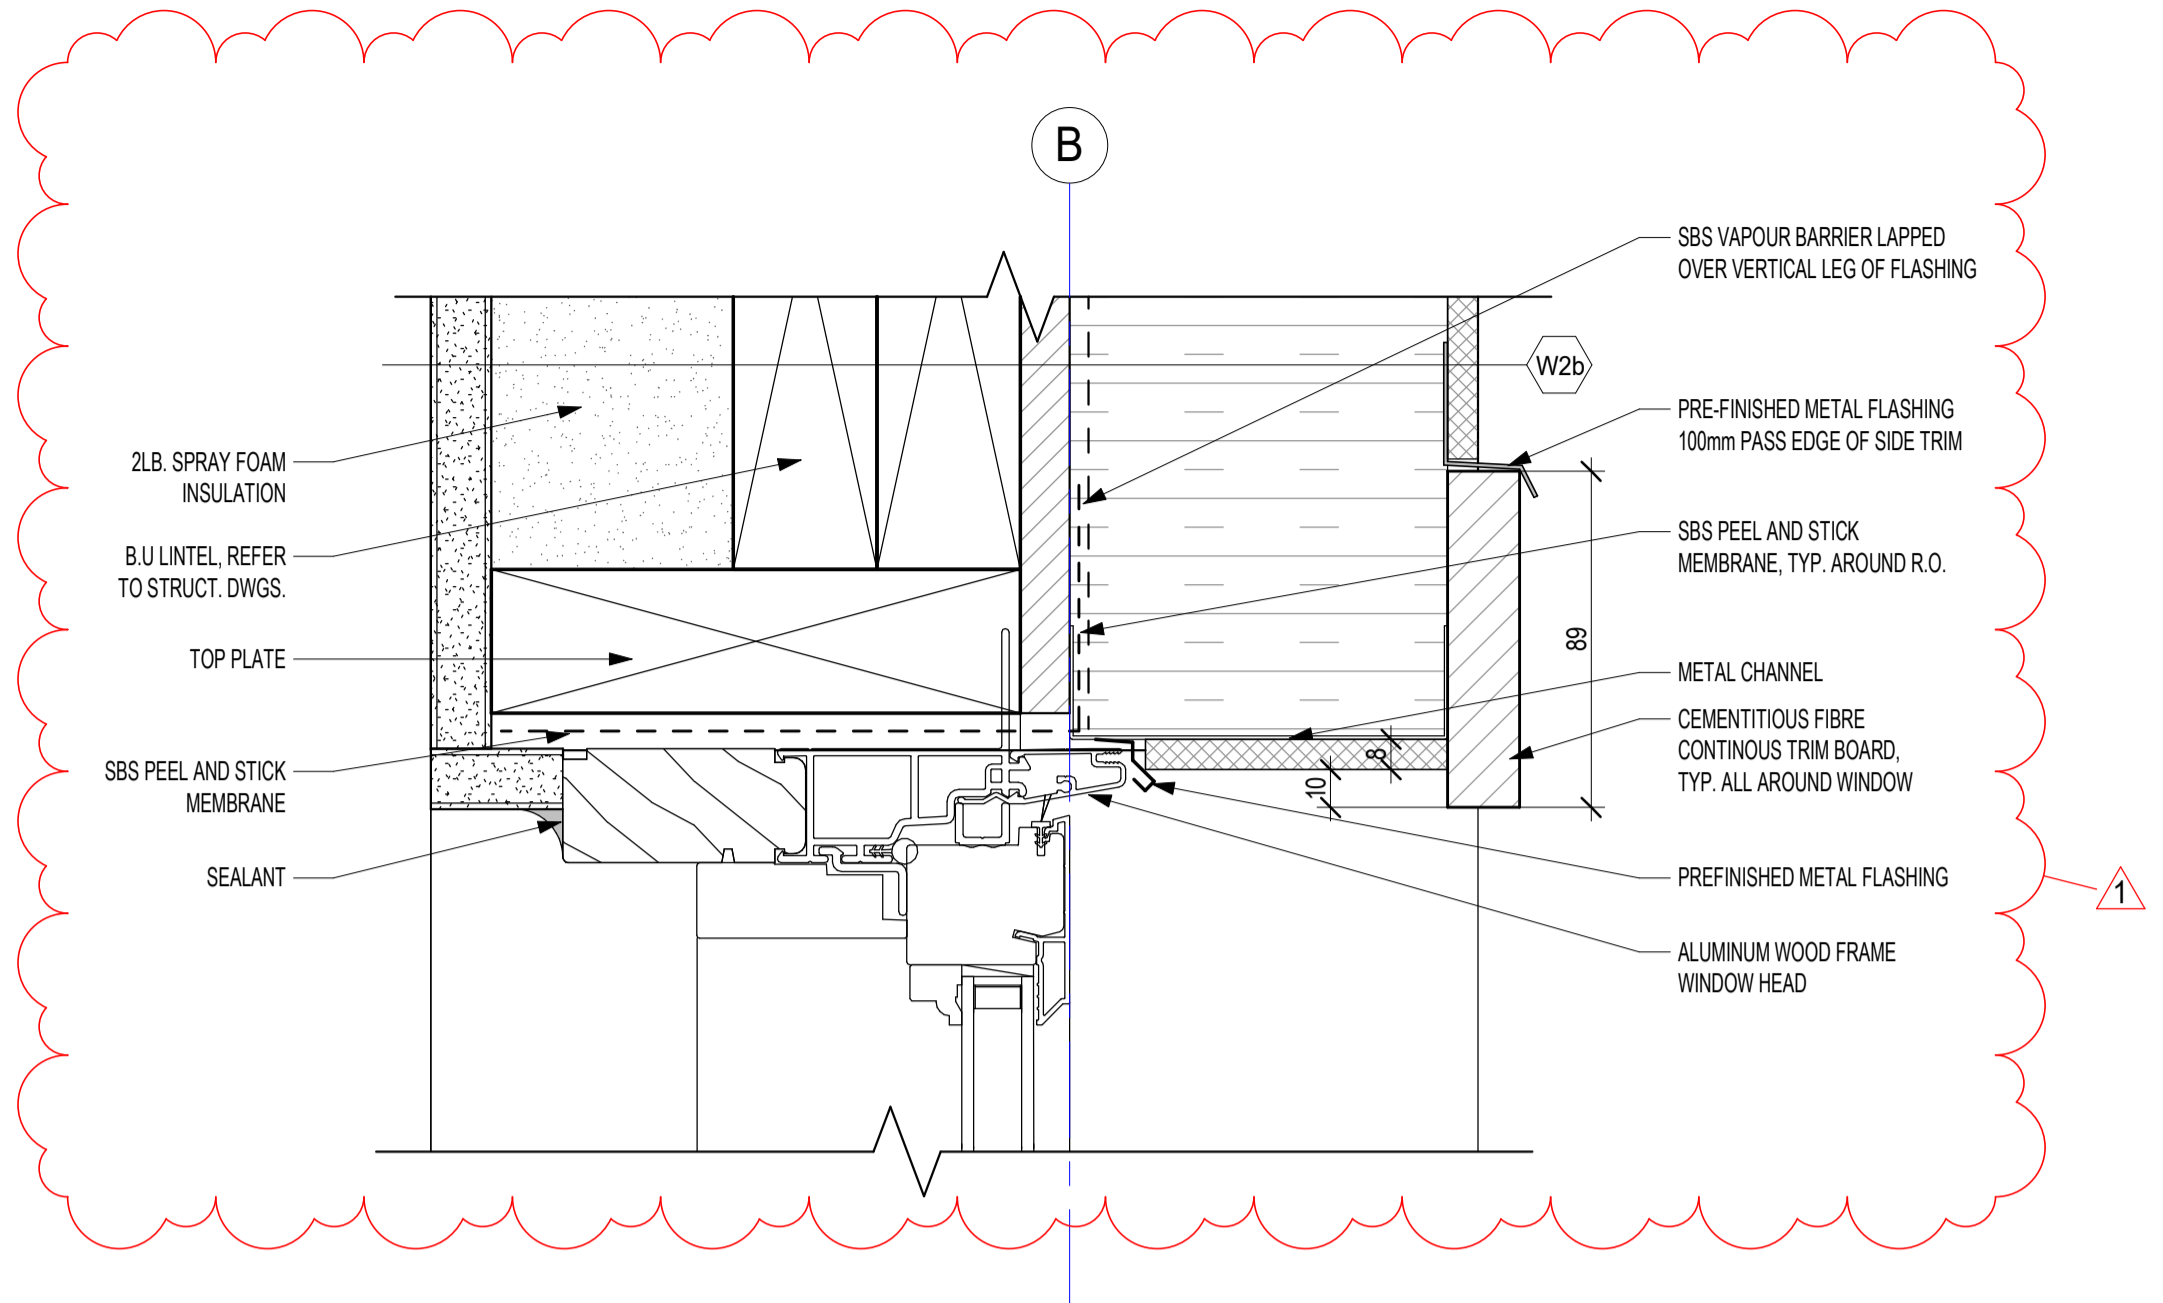 B
SBS VAPOUR BARRIER LAPPED
OVER VERTICAL LEG OF FLASHING
W2b
PRE-FINISHED METAL FLASHING
100mm PASS EDGE OF SIDE TRIM
2LB. SPRAY FOAM
INSULATION
SBS PEEL AND STICK
MEMBRANE, TYP. AROUND R.O.
B.U LINTEL, REFER
TO STRUCT. DWGS.
89
TOP PLATE
METAL CHANNEL
CEMENTITIOUS FIBRE
CONTINOUS TRIM BOARD,
TYP. ALL AROUND WINDOW
8
10
SBS PEEL AND STICK
MEMBRANE
SEALANT
PREFINISHED METAL FLASHING
1
ALUMINUM WOOD FRAME
WINDOW HEAD